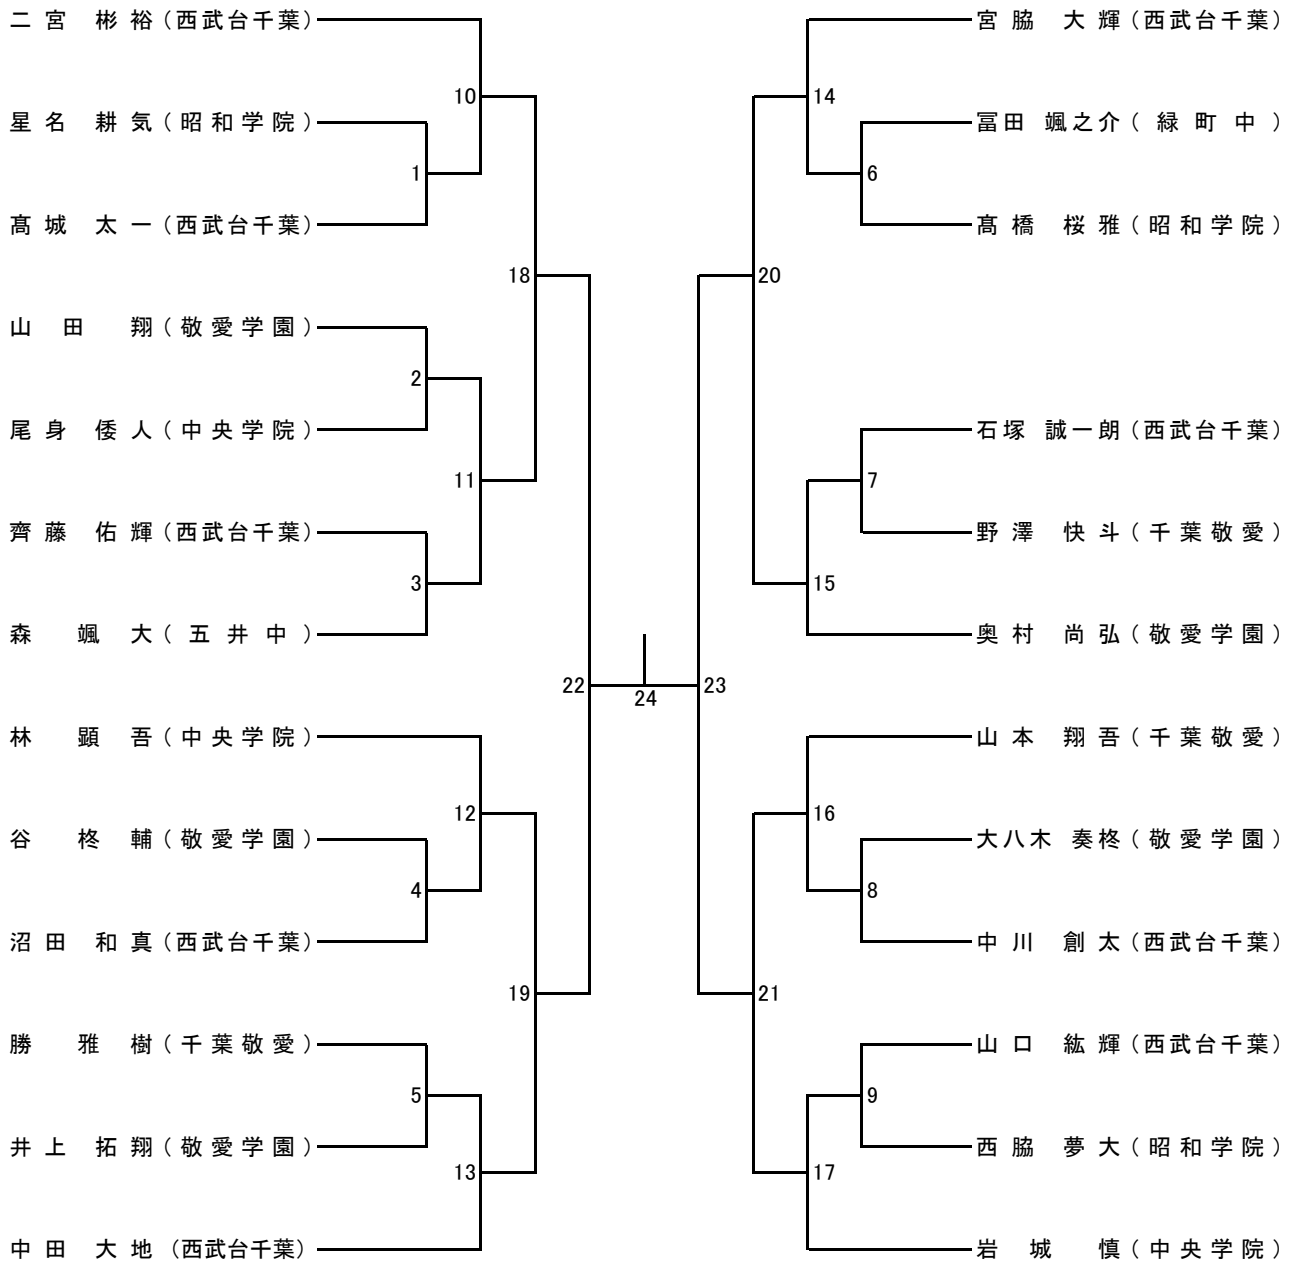 二宮 彬裕(西武台千葉)
10
星名 耕気(昭和学院)
1
髙城 太一(西武台千葉)
18
山田 翔(敬愛学園)
2
尾身 倭人(中央学院)
11
齊藤 佑輝(西武台千葉)
3
森 颯大(五井中)
22
林 顕吾(中央学院)
12
谷 柊輔(敬愛学園)
4
沼田 和真(西武台千葉)
19
勝 雅樹(千葉敬愛)
5
井上 拓翔(敬愛学園)
13
中田 大地(西武台千葉)
24
宮脇 大輝(西武台千葉)
14
冨田 颯之介(緑町中)
6
髙橋 桜雅(昭和学院)
20
石塚 誠一朗(西武台千葉)
7
野澤 快斗(千葉敬愛)
15
奥村 尚弘(敬愛学園)
23
山本 翔吾(千葉敬愛)
16
大八木 奏柊(敬愛学園)
8
中川 創太(西武台千葉)
21
山口 紘輝(西武台千葉)
9
西脇 夢大(昭和学院)
17
岩城 慎(中央学院)